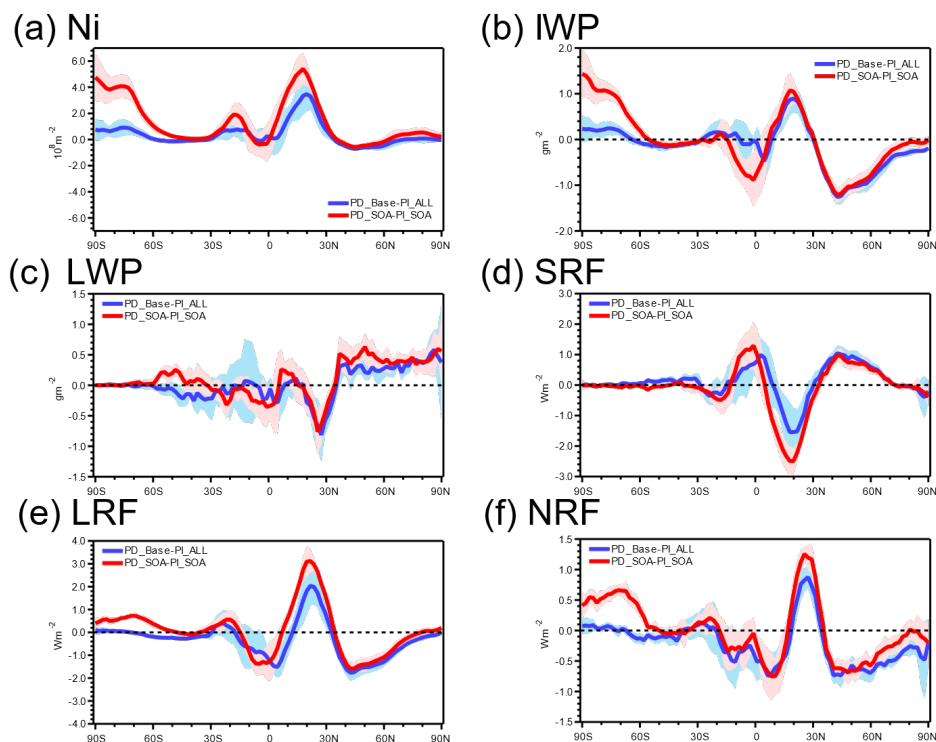 (a) Ni
6.0
4.0
2.0
0.0
-2.0
-4.0
-6.0
10⁸ m⁻²
PD_Base-PI_ALL
PD_SOA-PI_SOA
90S 60S 30S 0 30N 60N 90N
(b) IWP
2.0
1.0
0.0
-1.0
-2.0
gm⁻²
PD_Base-PI_ALL
PD_SOA-PI_SOA
90S 60S 30S 0 30N 60N 90N
(c) LWP
1.5
1.0
0.5
0.0
-0.5
-1.0
-1.5
gm⁻²
PD_Base-PI_ALL
PD_SOA-PI_SOA
90S 60S 30S 0 30N 60N 90N
(d) SRF
3.0
2.0
1.0
0.0
-1.0
-2.0
-3.0
Wm⁻²
PD_Base-PI_ALL
PD_SOA-PI_SOA
90S 60S 30S 0 30N 60N 90N
(e) LRF
4.0
3.0
2.0
1.0
0.0
-1.0
-2.0
-3.0
-4.0
Wm⁻²
PD_Base-PI_ALL
PD_SOA-PI_SOA
90S 60S 30S 0 30N 60N 90N
(f) NRF
1.5
1.0
0.5
0.0
-0.5
-1.0
-1.5
Wm⁻²
PD_Base-PI_ALL
PD_SOA-PI_SOA
90S 60S 30S 0 30N 60N 90N